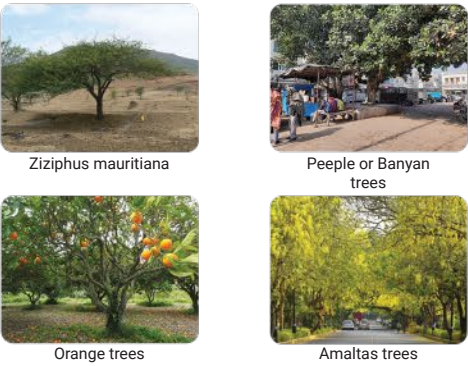 Ziziphus mauritiana
Peeple or Banyan
trees
Orange trees
Amaltas trees